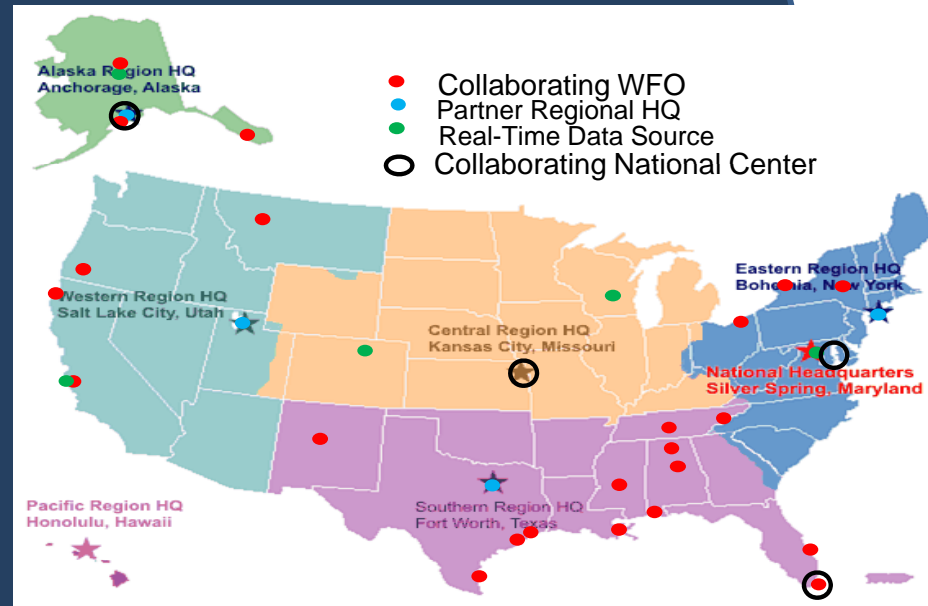 Alaska Region HQ
Anchorage, Alaska
Collaborating WFO
Partner Regional HQ
Real-Time Data Source
Collaborating National Center
Eastern Region HQ
Bohemia, New York
Western Region HQ
Salt Lake City, Utah
Central Region HQ
Kansas City, Missouri
National Headquarters
Silver Spring, Maryland
Pacific Region HQ
Honolulu, Hawaii
Southern Region HQ
Fort Worth, Texas